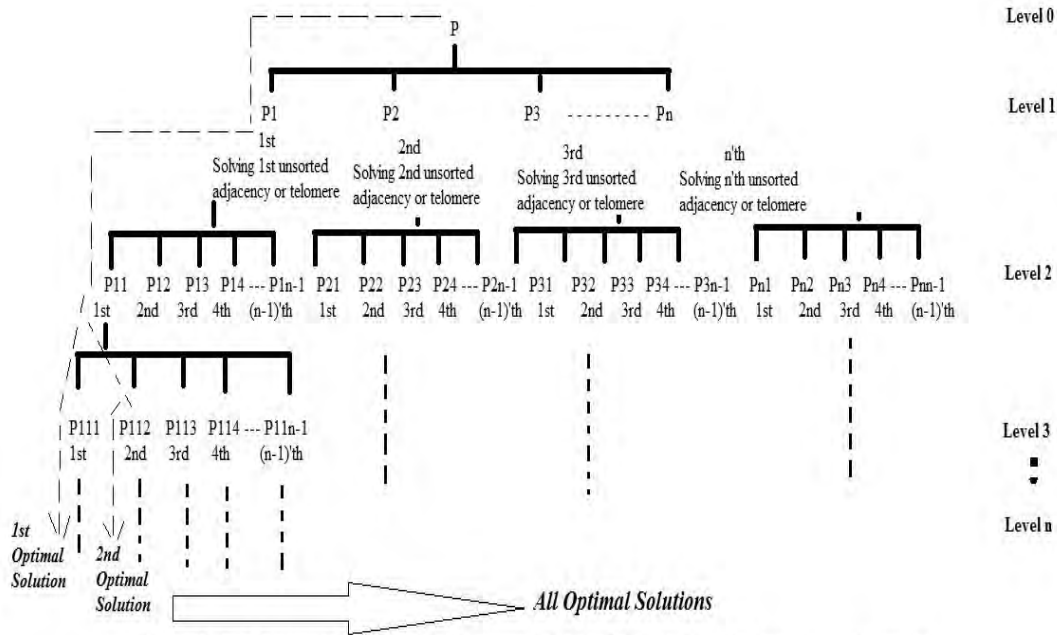 P
Level 0
P1 P2 P3 --------- Pn
Level 1
1st
Solving 1st unsorted
adjacency or telomere
2nd
Solving 2nd unsorted
adjacency or telomere
3rd
Solving 3rd unsorted
adjacency or telomere
n'th
Solving n'th unsorted
adjacency or telomere
P11 P12 P13 P14 --- P1n-1 P21 P22 P23 P24 --- P2n-1 P31 P32 P33 P34 --- P3n-1 Pn1 Pn2 Pn3 Pn4 --- Pnn-1
Level 2
1st 2nd 3rd 4th (n-1)'th 1st 2nd 3rd 4th (n-1)'th 1st 2nd 3rd 4th (n-1)'th 1st 2nd 3rd 4th (n-1)'th
P111 P112 P113 P114 --- P11n-1
Level 3
1st 2nd 3rd 4th (n-1)'th
Level n
1st
Optimal
Solution
2nd
Optimal
Solution
All Optimal Solutions